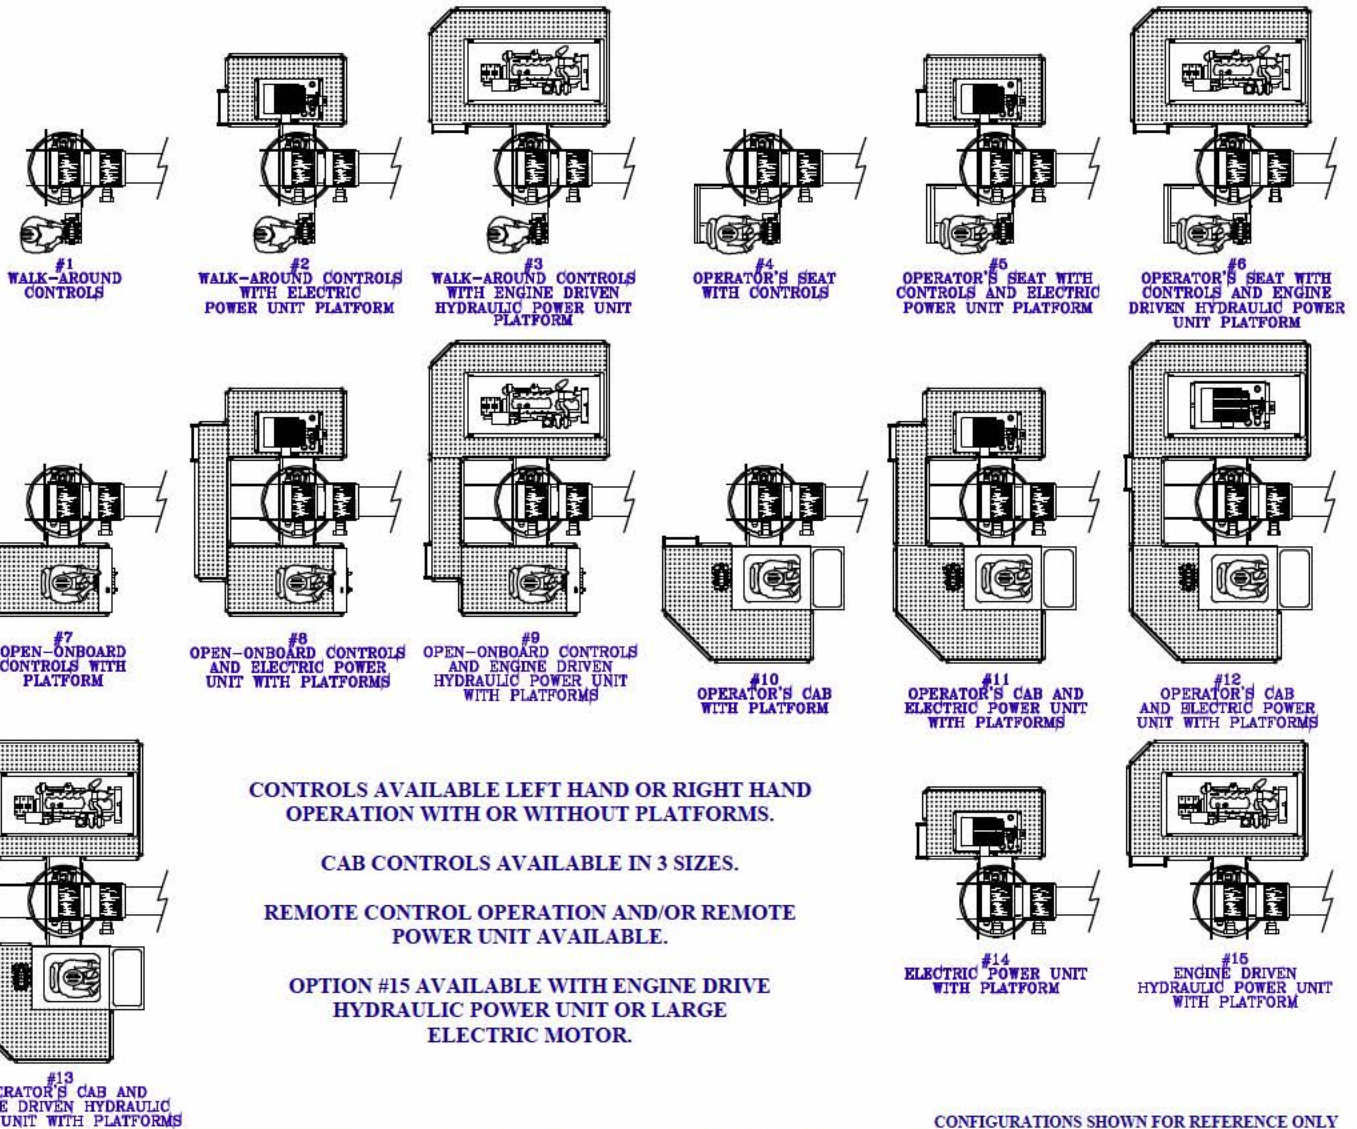 #1
WALK-AROUND
CONTROLS
#2
WALK-AROUND CONTROLS
WITH ELECTRIC
POWER UNIT PLATFORM
#3
WALK-AROUND CONTROLS
WITH ENGINE DRIVEN
HYDRAULIC POWER UNIT
PLATFORM
#4
OPERATOR'S SEAT
WITH CONTROLS
#5
OPERATOR'S SEAT WITH
CONTROLS AND ELECTRIC
POWER UNIT PLATFORM
#6
OPERATOR'S SEAT WITH
CONTROLS AND ENGINE
DRIVEN HYDRAULIC POWER
UNIT PLATFORM
#7
OPEN-ONBOARD
CONTROLS WITH
PLATFORM
#8
OPEN-ONBOARD CONTROLS
AND ELECTRIC POWER
UNIT WITH PLATFORMS
#9
OPEN-ONBOARD CONTROLS
AND ENGINE DRIVEN
HYDRAULIC POWER UNIT
WITH PLATFORMS
#10
OPERATOR'S CAB
WITH PLATFORM
#11
OPERATOR'S CAB AND
ELECTRIC POWER UNIT
WITH PLATFORMS
#12
OPERATOR'S CAB
AND ELECTRIC POWER
UNIT WITH PLATFORMS
CONTROLS AVAILABLE LEFT HAND OR RIGHT HAND
OPERATION WITH OR WITHOUT PLATFORMS.
CAB CONTROLS AVAILABLE IN 3 SIZES.
REMOTE CONTROL OPERATION AND/OR REMOTE
POWER UNIT AVAILABLE.
OPTION #15 AVAILABLE WITH ENGINE DRIVE
HYDRAULIC POWER UNIT OR LARGE
ELECTRIC MOTOR.
#14
ELECTRIC POWER UNIT
WITH PLATFORM
#15
ENGINE DRIVEN
HYDRAULIC POWER UNIT
WITH PLATFORM
#13
ERATOR'S CAB AND
E DRIVEN HYDRAULIC
UNIT WITH PLATFORMS
CONFIGURATIONS SHOWN FOR REFERENCE ONLY